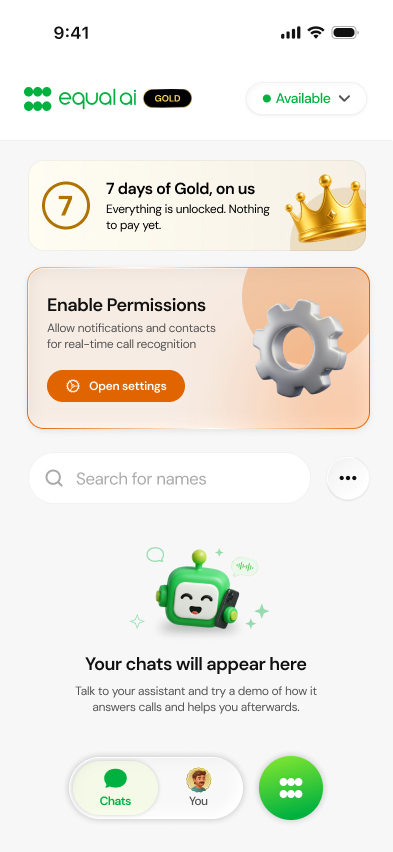 9:41
equal ai GOLD
Available
7
7 days of Gold, on us
Everything is unlocked. Nothing
to pay yet.
Enable Permissions
Allow notifications and contacts
for real-time call recognition
Open settings
Search for names
Your chats will appear here
Talk to your assistant and try a demo of how it
answers calls and helps you afterwards.
Chats
You